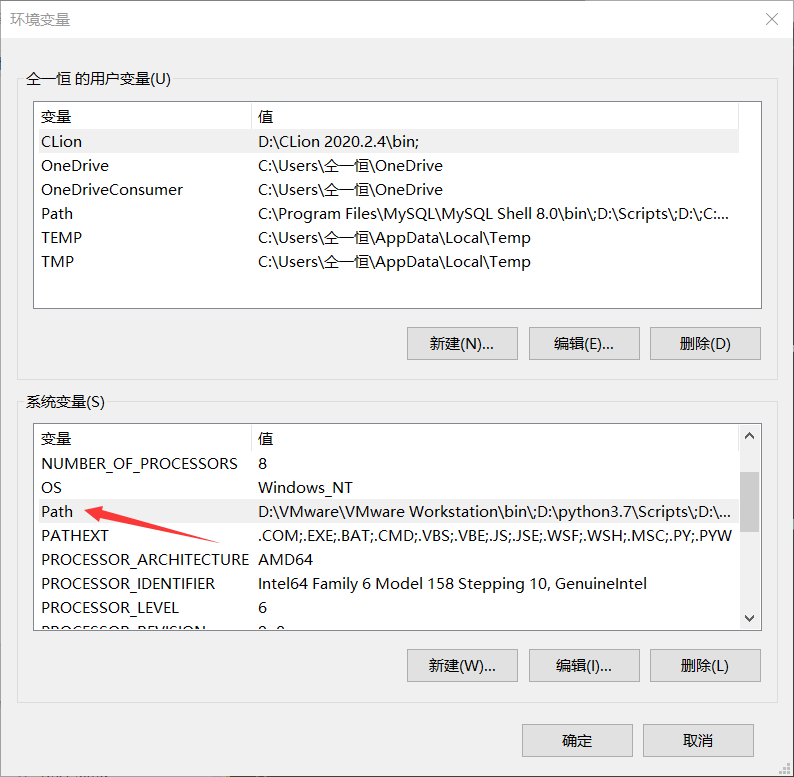 环境变量
仝一恒 的用户变量(U)
变量 值
CLion D:\CLion 2020.2.4\bin;
OneDrive C:\Users\仝一恒\OneDrive
OneDriveConsumer C:\Users\仝一恒\OneDrive
Path C:\Program Files\MySQL\MySQL Shell 8.0\bin\;D:\Scripts\;D:\;C:...
TEMP C:\Users\仝一恒\AppData\Local\Temp
TMP C:\Users\仝一恒\AppData\Local\Temp
新建(N)... 编辑(E)... 删除(D)
系统变量(S)
变量 值
NUMBER_OF_PROCESSORS 8
OS Windows_NT
Path D:\VMware\VMware Workstation\bin\;D:\python3.7\Scripts\;D:\...
PATHEXT .COM;.EXE;.BAT;.CMD;.VBS;.VBE;.JS;.JSE;.WSF;.WSH;.MSC;.PY;.PYW
PROCESSOR_ARCHITECTURE AMD64
PROCESSOR_IDENTIFIER Intel64 Family 6 Model 158 Stepping 10, GenuineIntel
PROCESSOR_LEVEL 6
新建(W)... 编辑(I)... 删除(L)
确定 取消